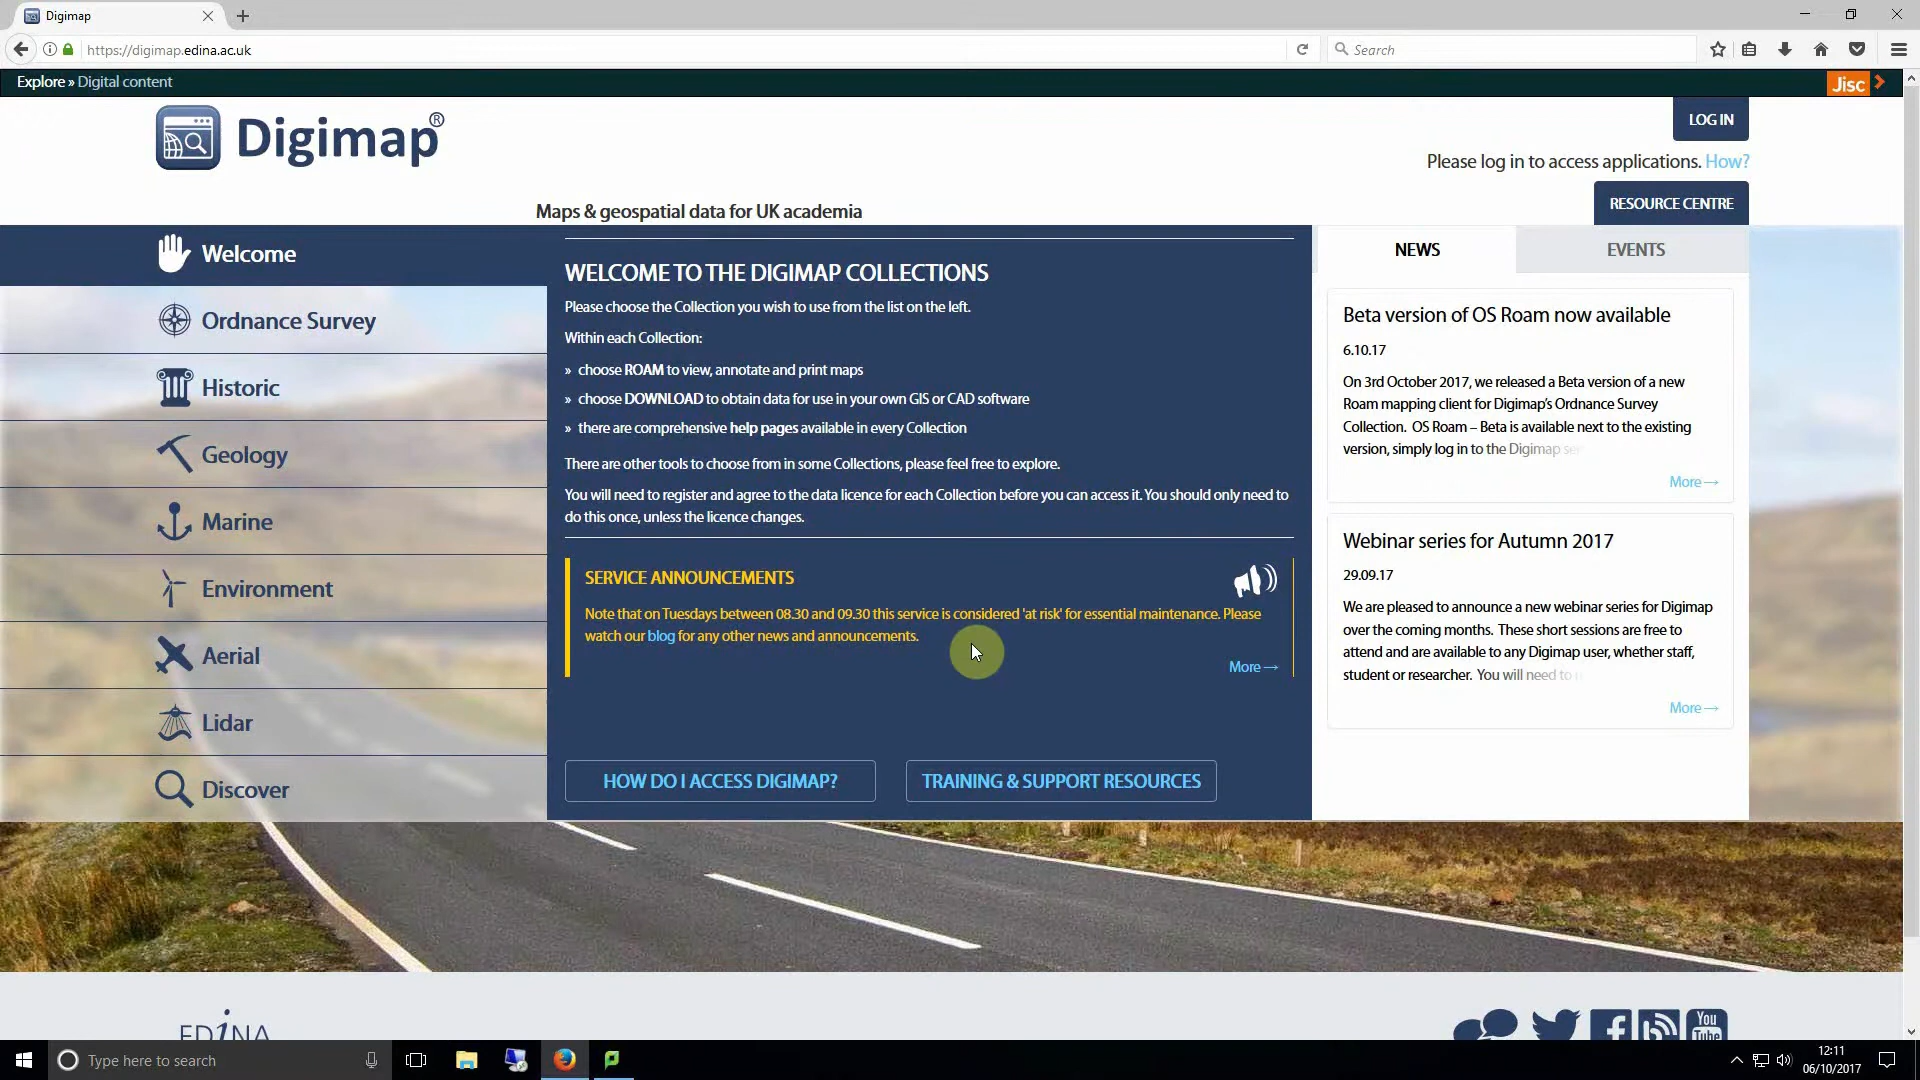 Digimap
https://digimap.edina.ac.uk
Search
Explore » Digital content
Jisc
Digimap®
LOG IN
Please log in to access applications. How?
RESOURCE CENTRE
Maps & geospatial data for UK academia
Welcome
Ordnance Survey
Historic
Geology
Marine
Environment
Aerial
Lidar
Discover
WELCOME TO THE DIGIMAP COLLECTIONS
Please choose the Collection you wish to use from the list on the left.
Within each Collection:
» choose ROAM to view, annotate and print maps
» choose DOWNLOAD to obtain data for use in your own GIS or CAD software
» there are comprehensive help pages available in every Collection
There are other tools to choose from in some Collections, please feel free to explore.
You will need to register and agree to the data licence for each Collection before you can access it. You should only need to
do this once, unless the licence changes.
SERVICE ANNOUNCEMENTS
Note that on Tuesdays between 08.30 and 09.30 this service is considered 'at risk' for essential maintenance. Please
watch our blog for any other news and announcements.
More→
HOW DO I ACCESS DIGIMAP?
TRAINING & SUPPORT RESOURCES
NEWS
EVENTS
Beta version of OS Roam now available
6.10.17
On 3rd October 2017, we released a Beta version of a new
Roam mapping client for Digimap's Ordnance Survey
Collection. OS Roam – Beta is available next to the existing
version, simply log in to the Digimap ser
More→
Webinar series for Autumn 2017
29.09.17
We are pleased to announce a new webinar series for Digimap
over the coming months. These short sessions are free to
attend and are available to any Digimap user, whether staff,
student or researcher. You will need to
More→
EDINA
You
Tube
Type here to search
12:11
06/10/2017